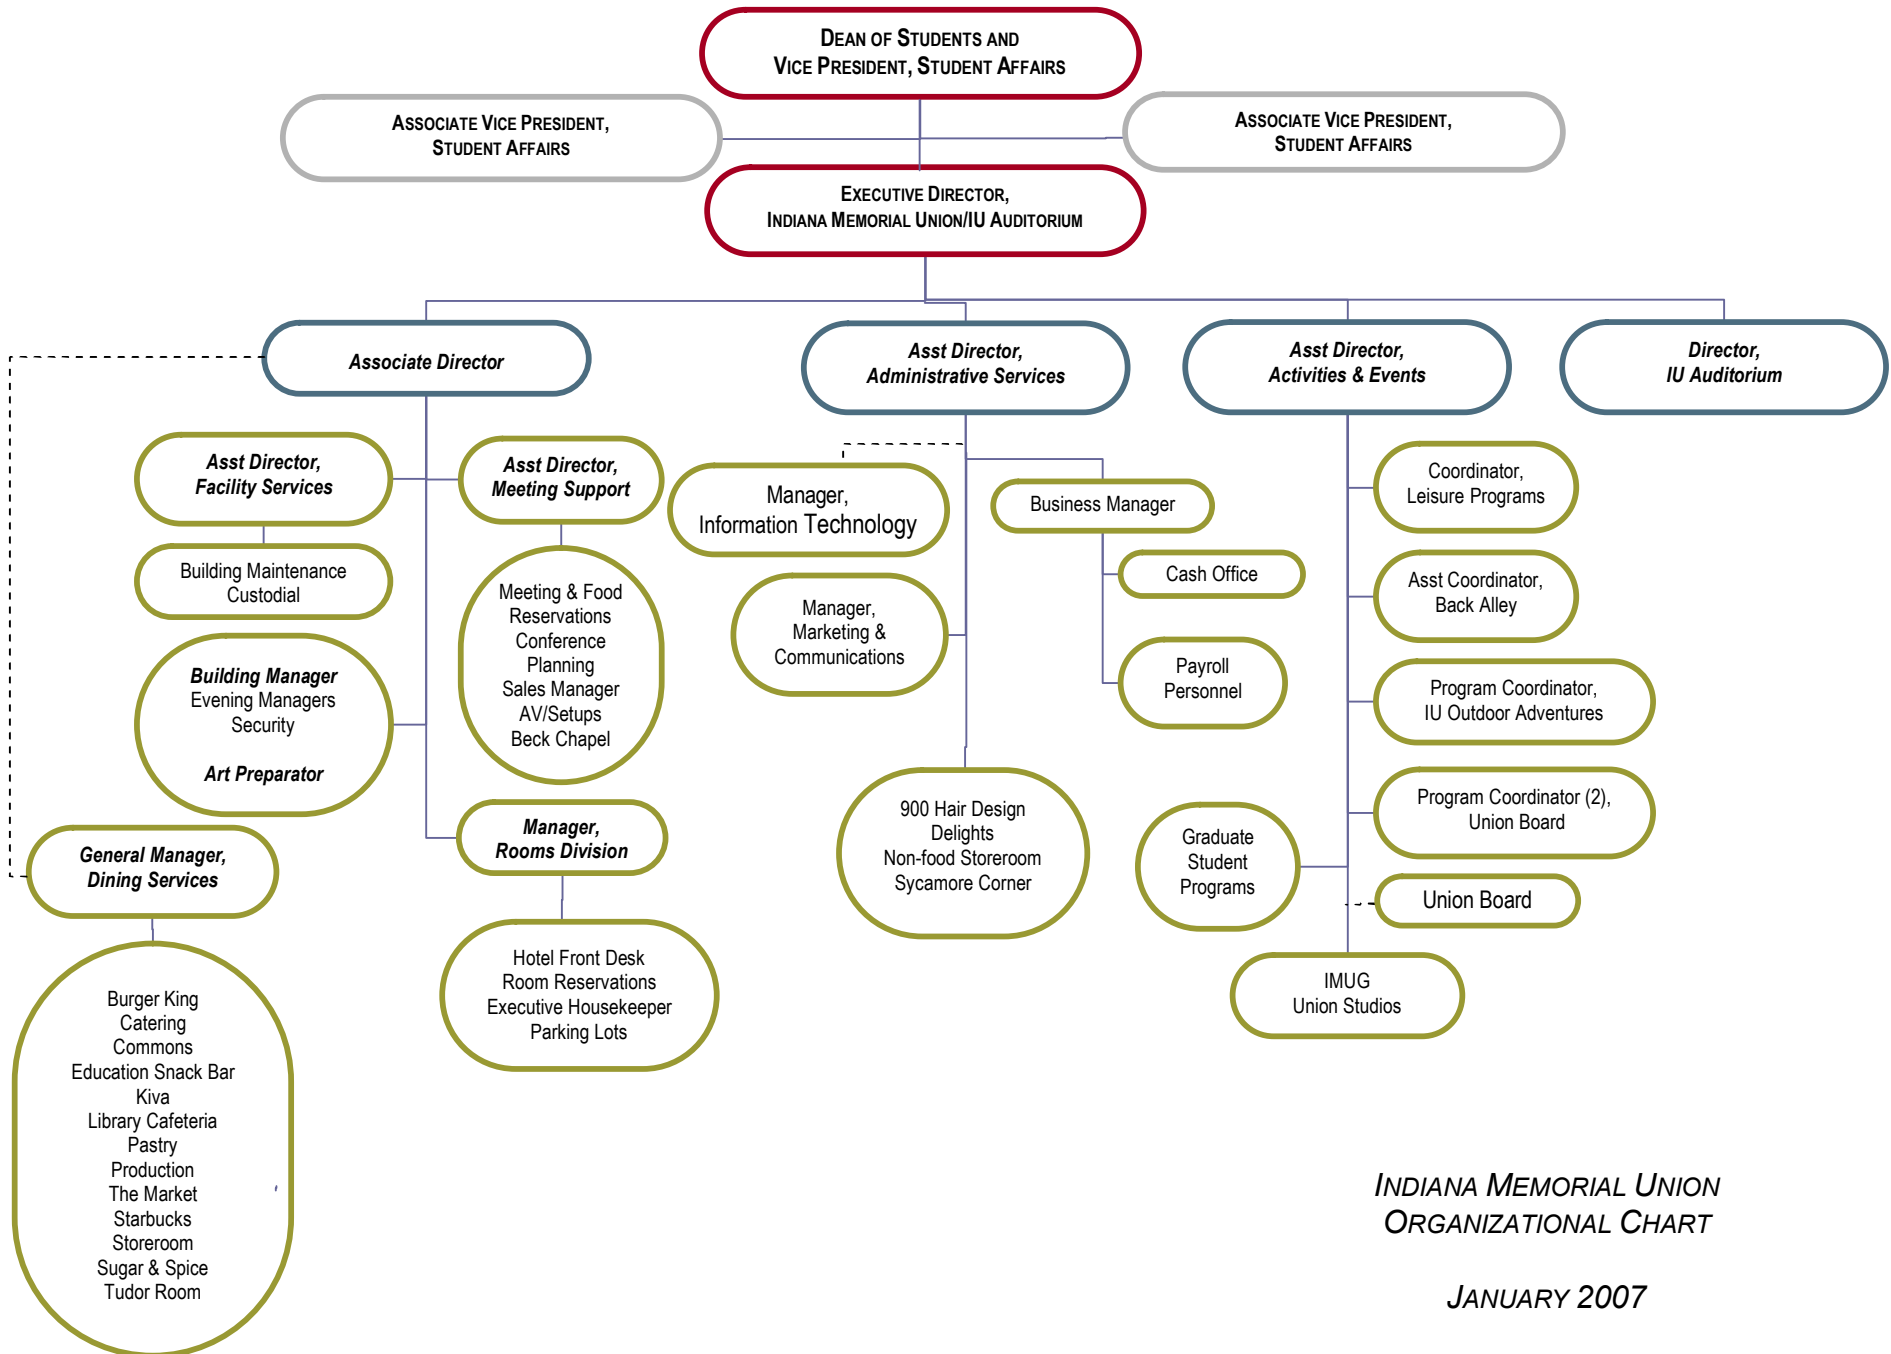 DEAN OF STUDENTS AND
VICE PRESIDENT, STUDENT AFFAIRS
ASSOCIATE VICE PRESIDENT,
STUDENT AFFAIRS
ASSOCIATE VICE PRESIDENT,
STUDENT AFFAIRS
EXECUTIVE DIRECTOR,
INDIANA MEMORIAL UNION/IU AUDITORIUM
Associate Director
Asst Director,
Administrative Services
Asst Director,
Activities & Events
Director,
IU Auditorium
Asst Director,
Facility Services
Building Maintenance
Custodial
Building Manager
Evening Managers
Security
Art Preparator
Asst Director,
Meeting Support
Meeting & Food
Reservations
Conference
Planning
Sales Manager
AV/Setups
Beck Chapel
Manager,
Rooms Division
Hotel Front Desk
Room Reservations
Executive Housekeeper
Parking Lots
General Manager,
Dining Services
Burger King
Catering
Commons
Education Snack Bar
Kiva
Library Cafeteria
Pastry
Production
The Market
Starbucks
Storeroom
Sugar & Spice
Tudor Room
Manager,
Information Technology
Manager,
Marketing &
Communications
Business Manager
Cash Office
Payroll
Personnel
900 Hair Design
Delights
Non-food Storeroom
Sycamore Corner
Coordinator,
Leisure Programs
Asst Coordinator,
Back Alley
Program Coordinator,
IU Outdoor Adventures
Program Coordinator (2),
Union Board
Graduate
Student
Programs
Union Board
IMUG
Union Studios
INDIANA MEMORIAL UNION
ORGANIZATIONAL CHART
JANUARY 2007